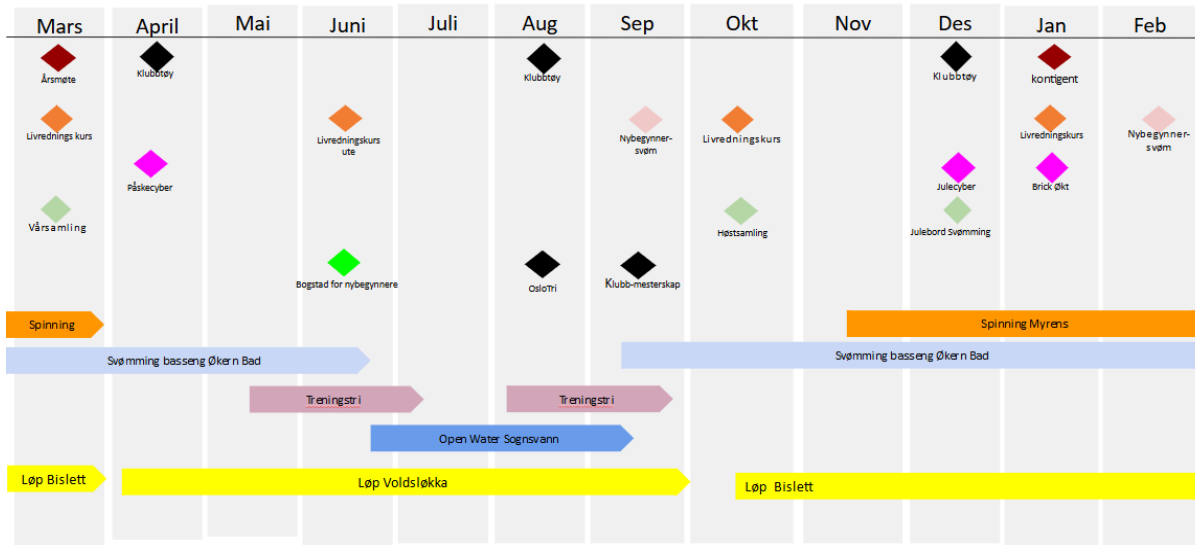 Mars April Mai Juni Juli Aug Sep Okt Nov Des Jan Feb
Årsmøte Klubbtøy Klubbtøy Klubbtøy kontigent
Livrednings kurs Livredningskurs Nybegynner- Livredningskurs Livredningskurs Nybegynner-
ute svøm svøm
Påskecyber Julecyber Brick Økt
Vårsamling Høstsamling Julebord Svømming
Bogstad for nybegynnere OsloTri Klubb-mesterskap
Spinning Spinning Myrens
Svømming basseng Økern Bad Svømming basseng Økern Bad
Treningstri Treningstri
Open Water Sognsvann
Løp Bislett Løp Voldsløkka Løp Bislett